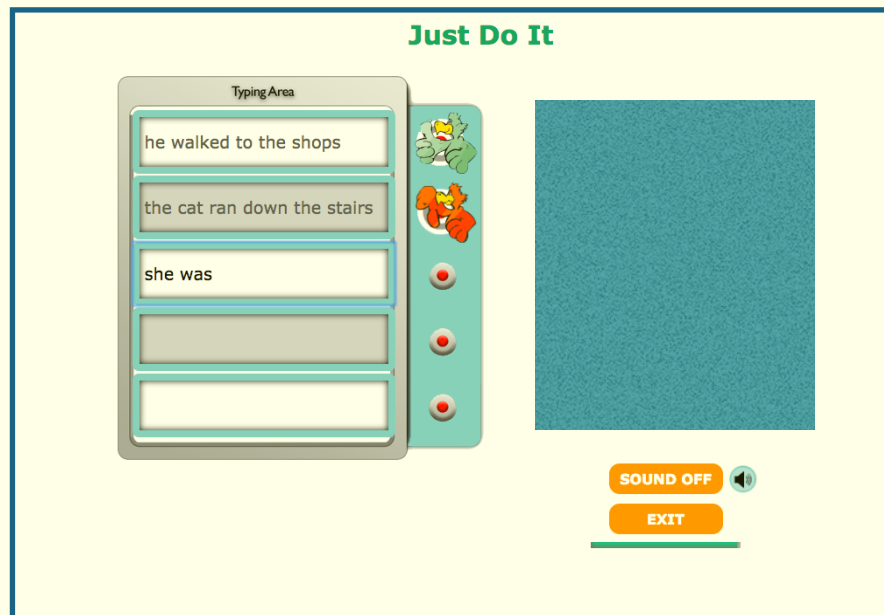 Just Do It
Typing Area
he walked to the shops
the cat ran down the stairs
she was
SOUND OFF
EXIT